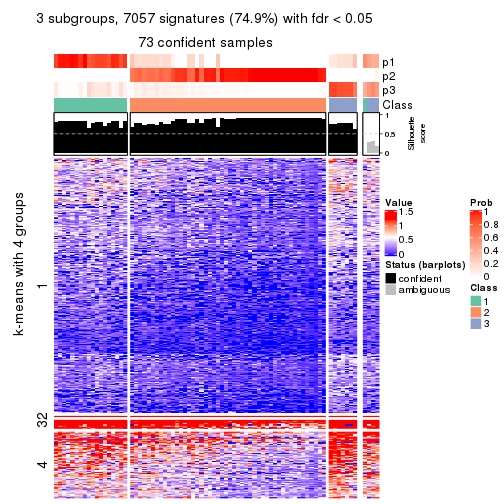 3 subgroups, 7057 signatures (74.9%) with fdr < 0.05
73 confident samples
p1
p2
p3
Class
1
0.5
0
Silhouette
score
k-means with 4 groups
1
32
4
Value
1.5
1
0.5
0
Status (barplots)
confident
ambiguous
Prob
1
0.8
0.6
0.4
0.2
0
Class
1
2
3